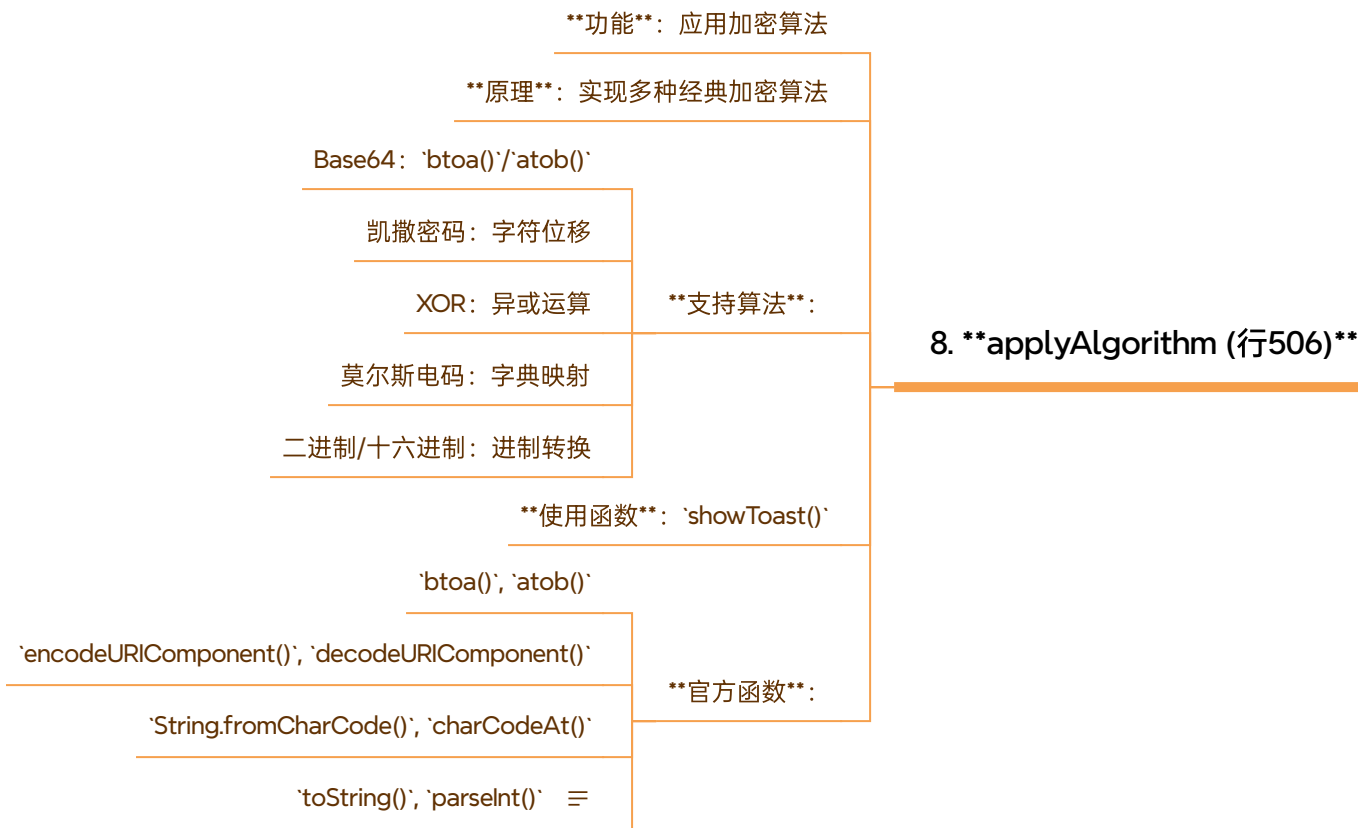 **功能**：应用加密算法
**原理**：实现多种经典加密算法
Base64：`btoa()`/`atob()`
凯撒密码：字符位移
XOR：异或运算
**支持算法**：
8. **applyAlgorithm (行506)**
莫尔斯电码：字典映射
二进制/十六进制：进制转换
**使用函数**：`showToast()`
`btoa()`, `atob()`
`encodeURIComponent()`, `decodeURIComponent()`
**官方函数**：
`String.fromCharCode()`, `charCodeAt()`
`toString()`, `parseInt()`